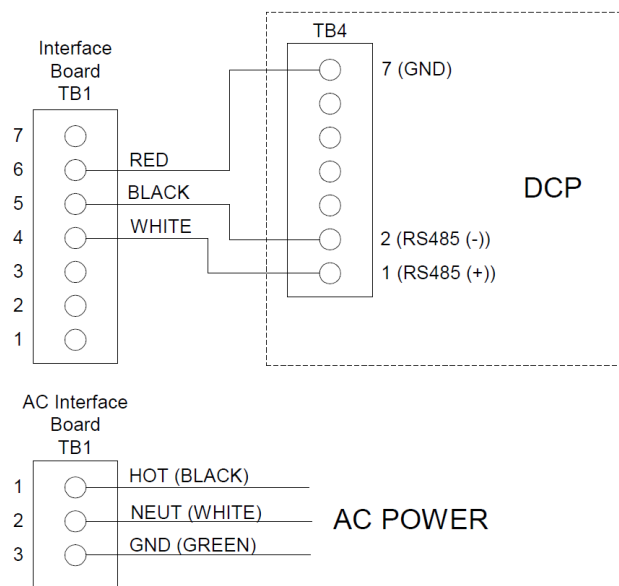 Interface
Board
TB1
7
6
5
4
3
2
1
RED
BLACK
WHITE
TB4
7 (GND)
2 (RS485 (-))
1 (RS485 (+))
DCP
AC Interface
Board
TB1
1
2
3
HOT (BLACK)
NEUT (WHITE)
GND (GREEN)
AC POWER